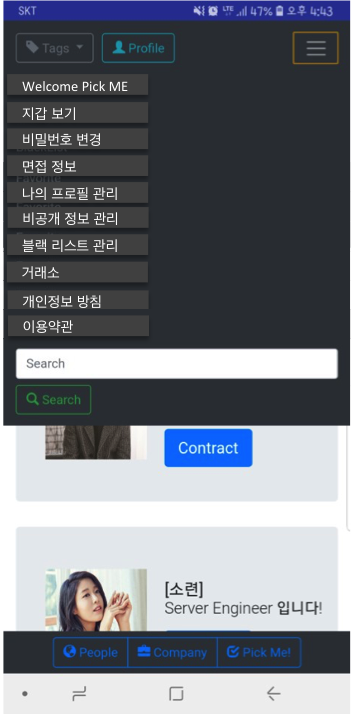 SKT LTE 47% 오후 4:43
Tags Profile
Welcome Pick ME
지갑 보기
비밀번호 변경
면접 정보
나의 프로필 관리
비공개 정보 관리
블랙 리스트 관리
거래소
개인정보 방침
이용약관
Search
Search
Contract
[소련]
Server Engineer 입니다!
People Company Pick Me!